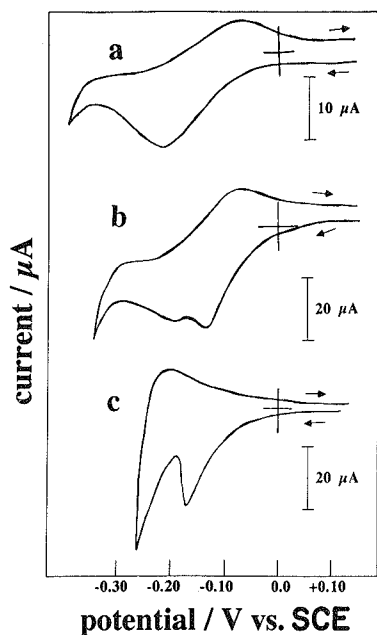 a
10 μA
b
20 μA
current / μA
c
20 μA
-0.30 -0.20 -0.10 0.0 +0.10
potential / V vs. SCE